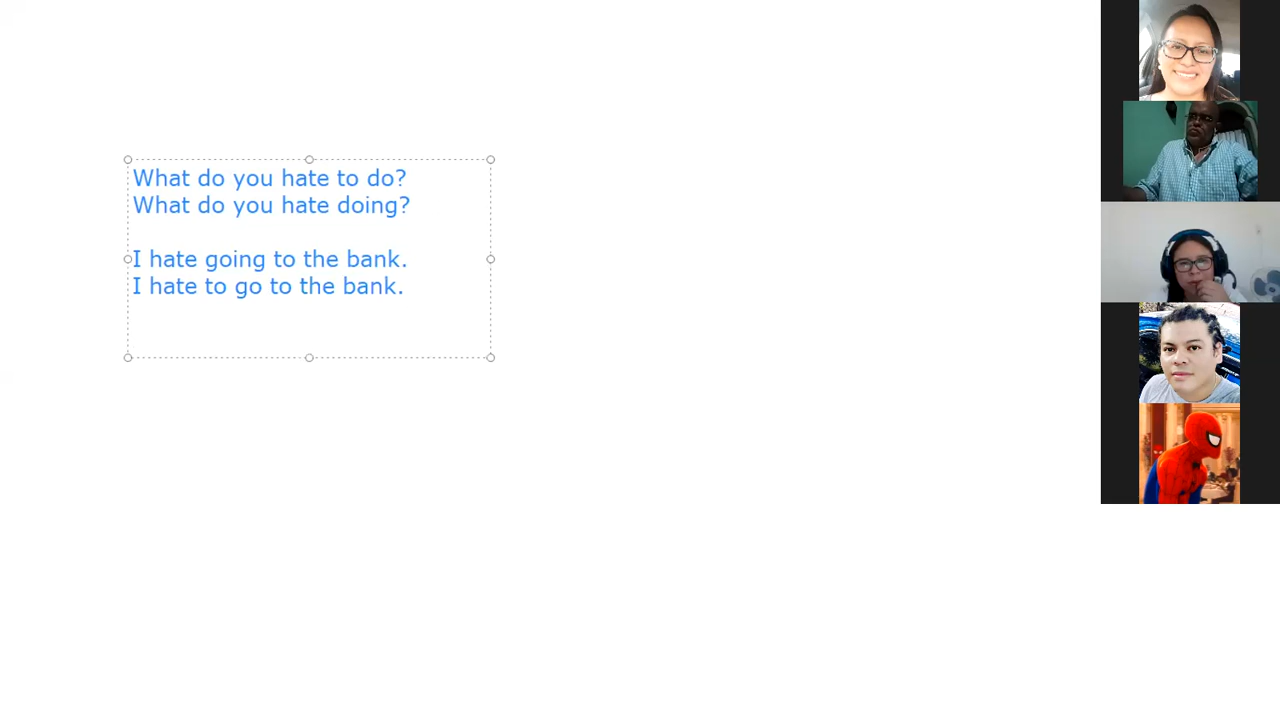 What do you hate to do?
What do you hate doing?
I hate going to the bank.
I hate to go to the bank.